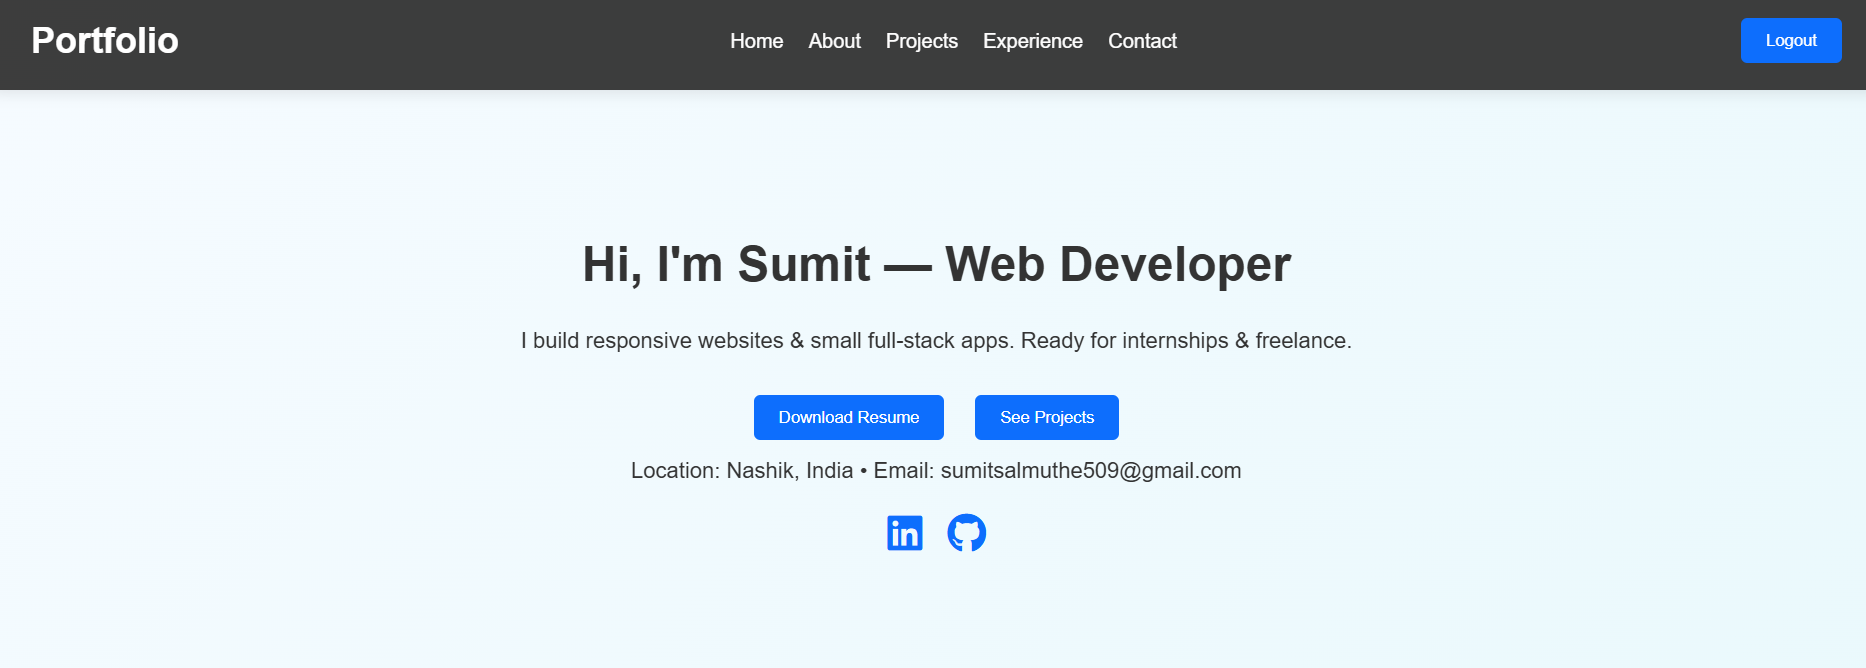 Portfolio
Home About Projects Experience Contact
Logout
Hi, I'm Sumit — Web Developer
I build responsive websites & small full-stack apps. Ready for internships & freelance.
Download Resume See Projects
Location: Nashik, India • Email: sumitsalmuthe509@gmail.com
in